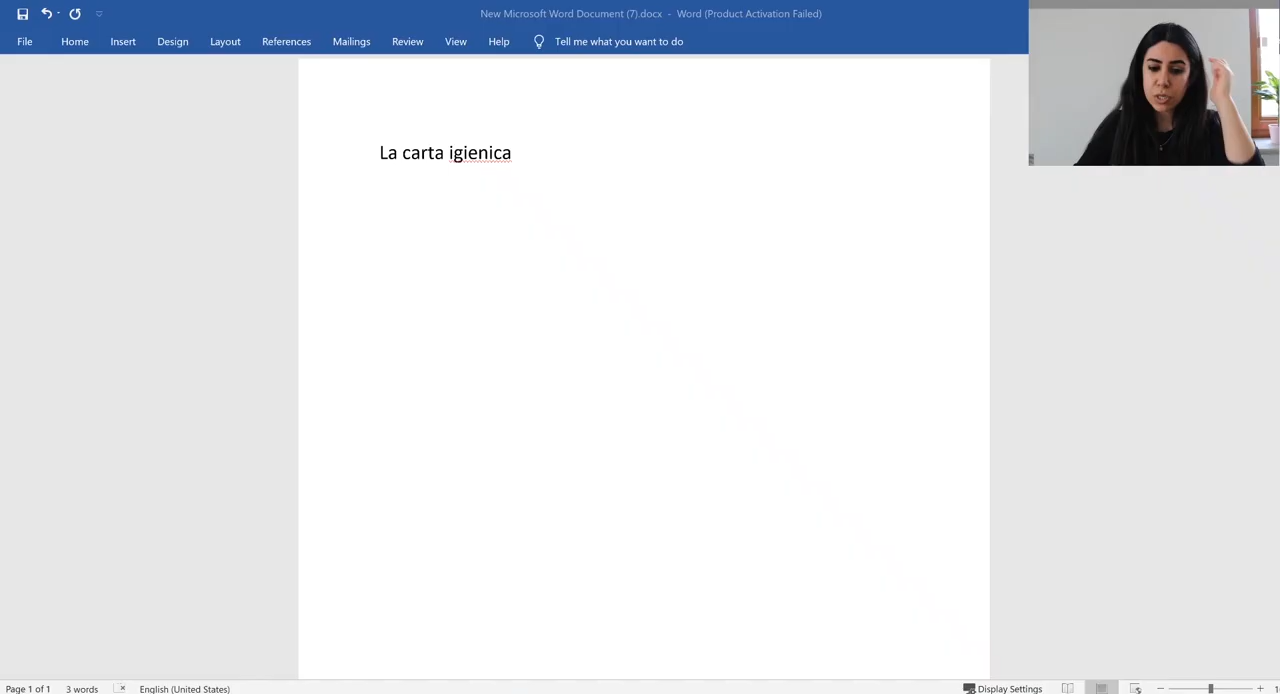 New Microsoft Word Document (7).docx - Word (Product Activation Failed)
File Home Insert Design Layout References Mailings Review View Help Tell me what you want to do
La carta igienica
Page 1 of 1 3 words English (United States) Display Settings